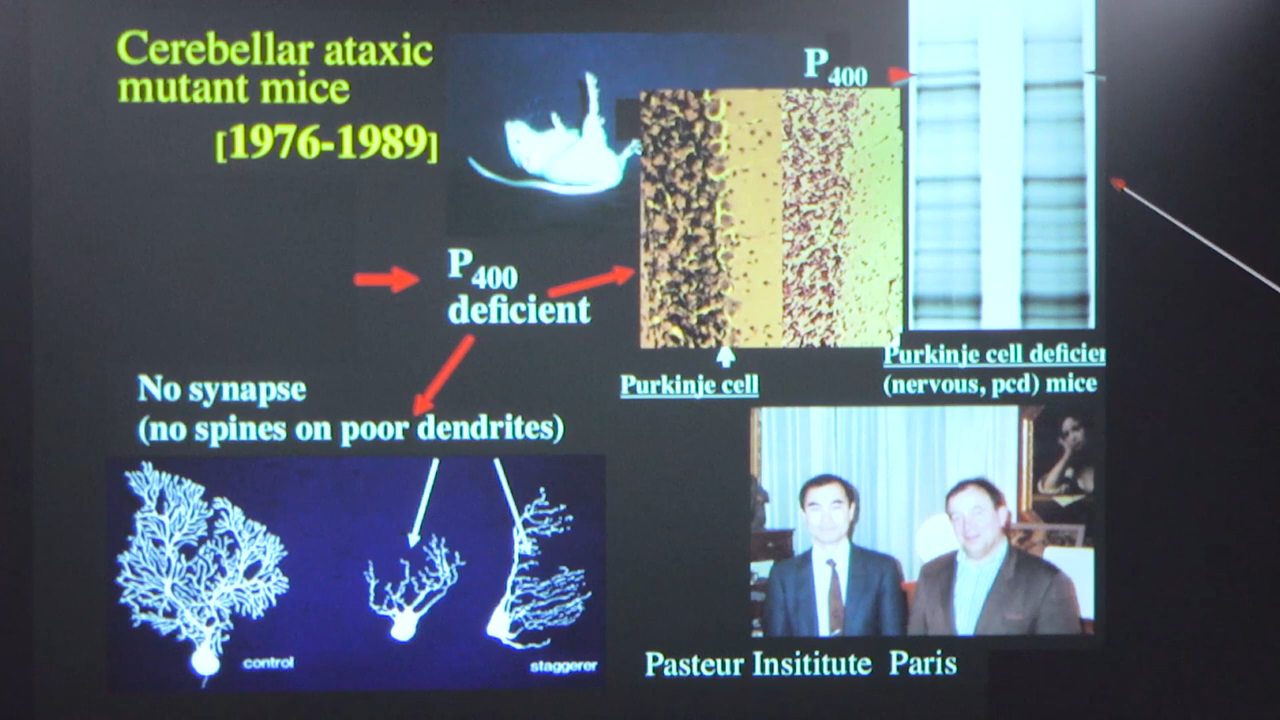 Cerebellar ataxic
mutant mice
[1976-1989]
P400
P400
deficient
Purkinje cell
Purkinje cell deficien
(nervous, pcd) mice
No synapse
(no spines on poor dendrites)
control
staggerer
Pasteur Insititute Paris